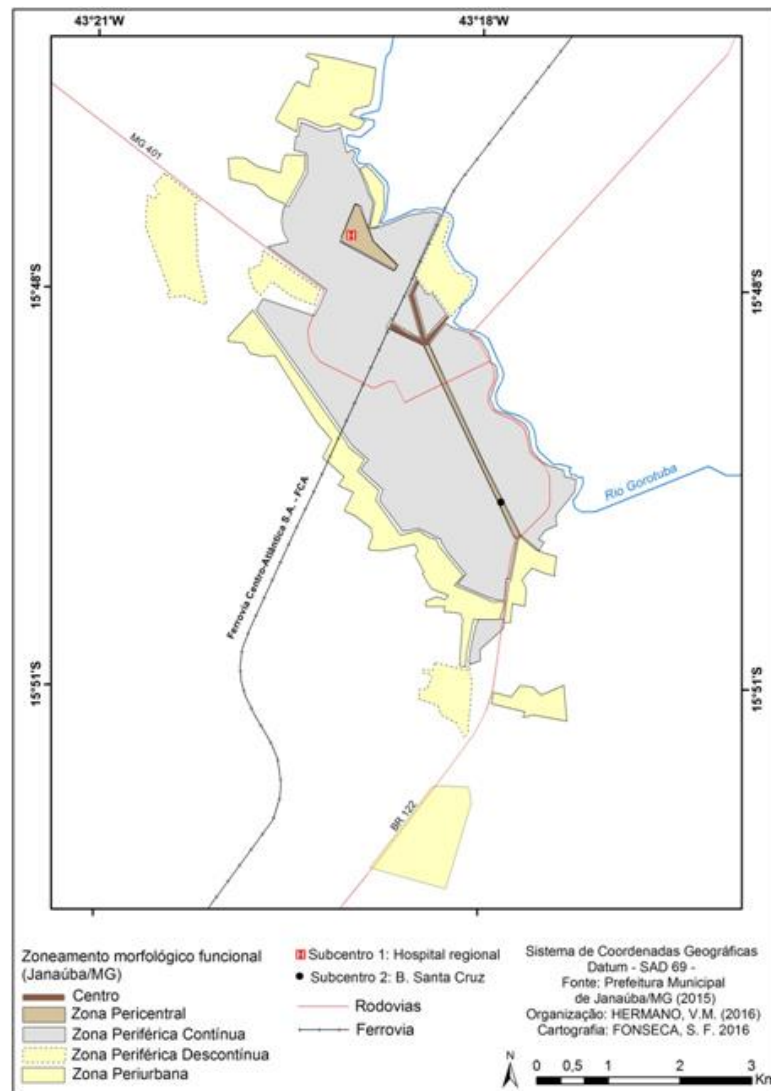 43°21'W
43°18'W
MG 401
15°48'S
15°48'S
Rio Gorotuba
Ferrovia Centro-Atlântica S.A. - FCA
15°51'S
15°51'S
BR 122
Zoneamento morfológico funcional
(Janaúba/MG)
Centro
Zona Pericentral
Zona Periférica Contínua
Zona Periférica Descontínua
Zona Periurbana
H Subcentro 1: Hospital regional
Subcentro 2: B. Santa Cruz
Rodovias
Ferrovia
Sistema de Coordenadas Geográficas
Datum - SAD 69 -
Fonte: Prefeitura Municipal
de Janaúba/MG (2015)
Organização: HERMANO, V.M. (2016)
Cartografia: FONSECA, S. F. 2016
N
0 0,5 1 2 3
Km